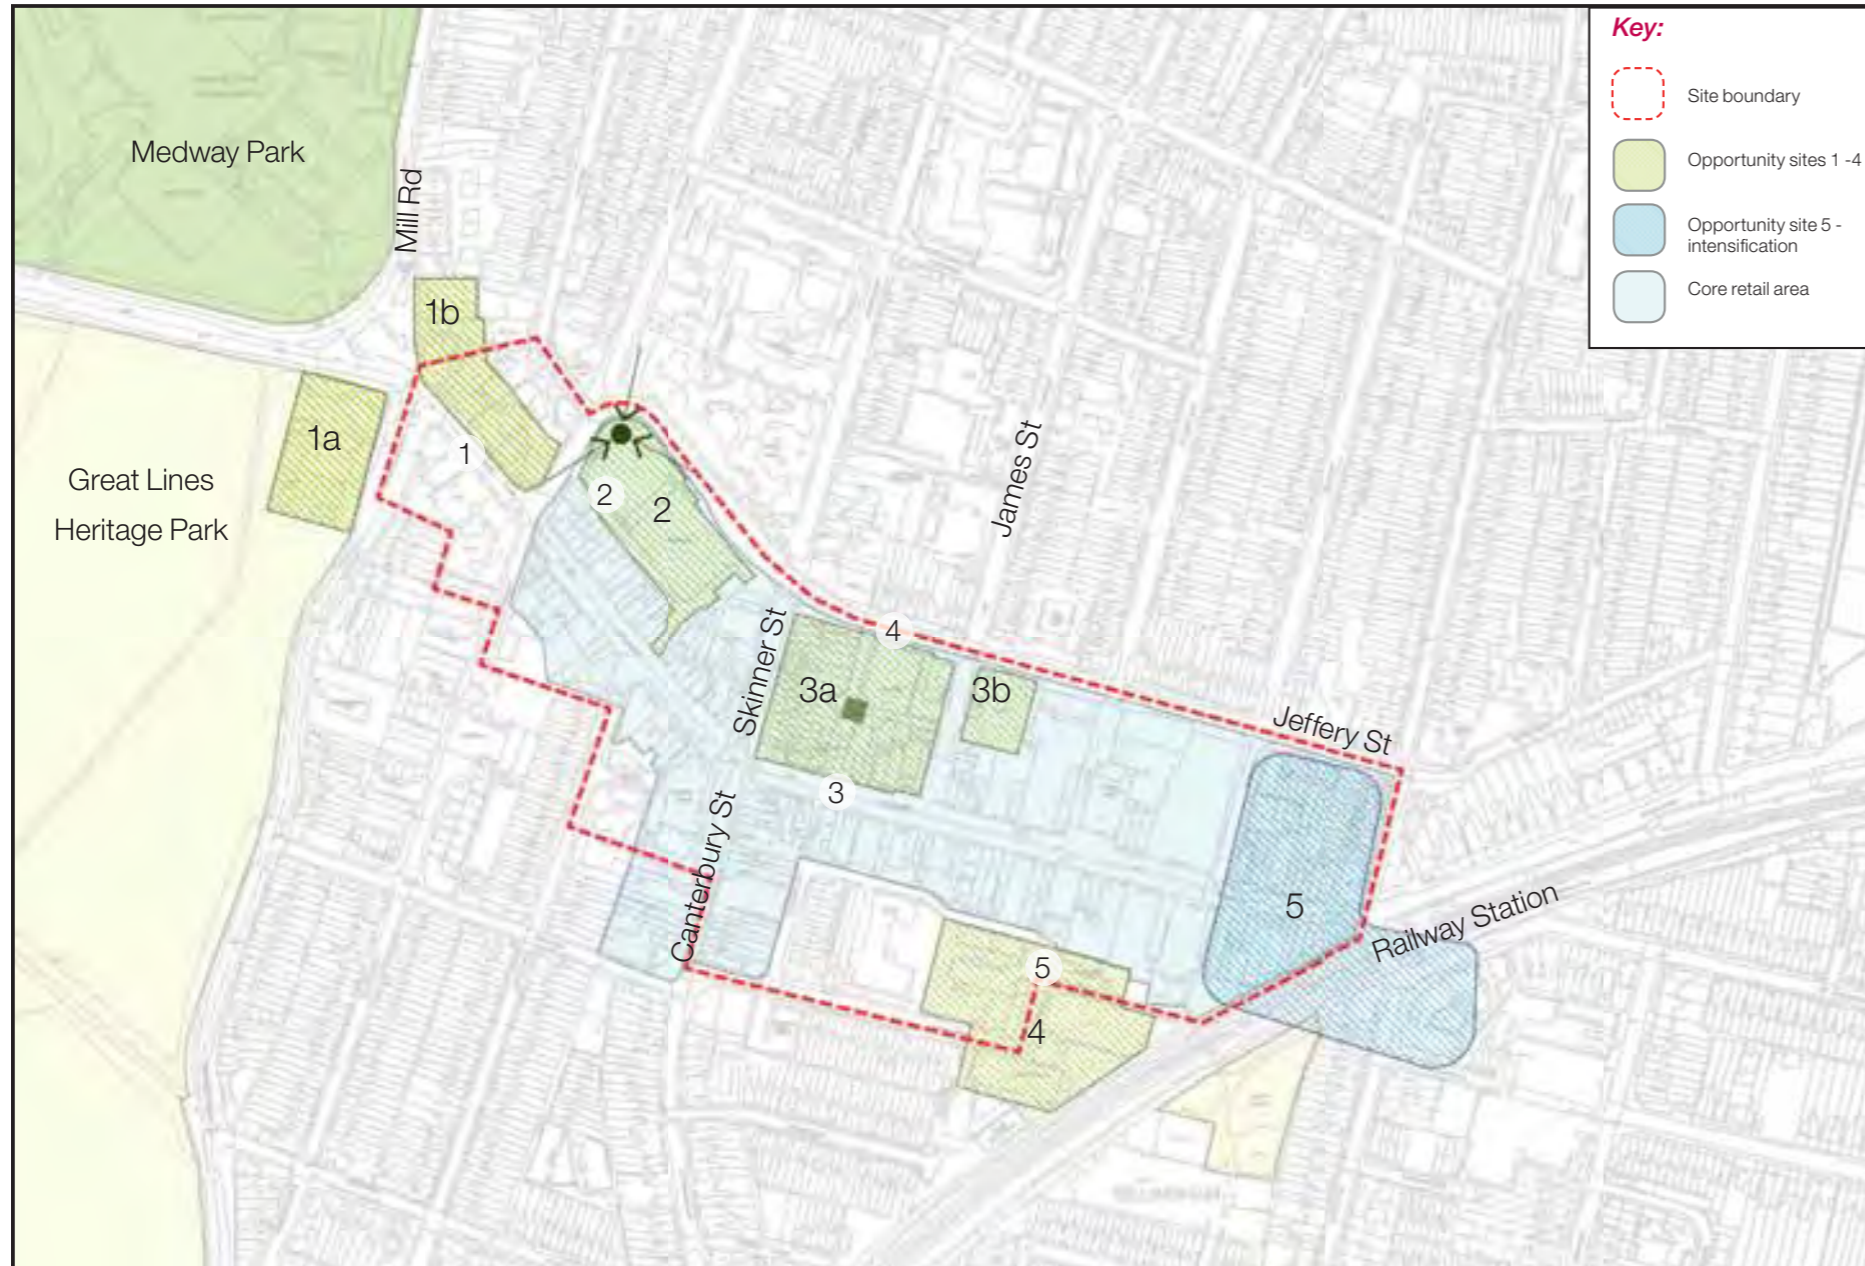 Key:
Site boundary
Opportunity sites 1 -4
Opportunity site 5 -
intensification
Core retail area
Medway Park
Mill Rd
1b
1a
1
Great Lines
Heritage Park
2
2
James St
4
Skinner St
3a
3b
3
Jeffery St
Canterbury St
5
Railway Station
5
4